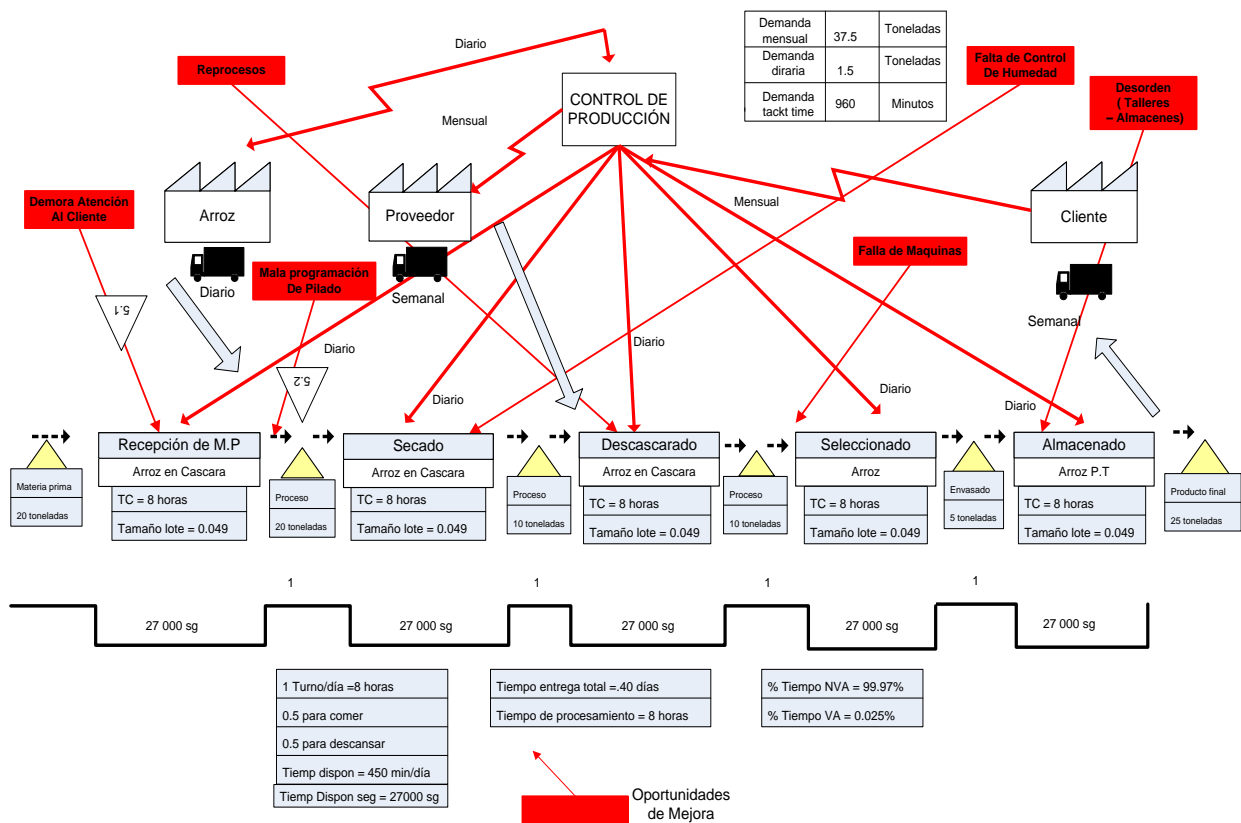 Demanda mensual 37.5 Toneladas
Demanda diraria 1.5 Toneladas
Demanda tackt time 960 Minutos
Diario
Reprocesos
Falta de Control
De Humedad
Desorden
( Talleres
– Almacenes)
CONTROL DE
PRODUCCIÓN
Mensual
Demora Atención
Al Cliente
Arroz
Proveedor
Mensual
Cliente
Falla de Maquinas
Mala programación
De Pilado
Diario
Semanal
Semanal
5.1
5.2
Diario
Diario
Diario
Diario
Diario
Recepción de M.P
Arroz en Cascara
TC = 8 horas
Tamaño lote = 0.049
Secado
Arroz en Cascara
TC = 8 horas
Tamaño lote = 0.049
Descascarado
Arroz en Cascara
TC = 8 horas
Tamaño lote = 0.049
Seleccionado
Arroz
TC = 8 horas
Tamaño lote = 0.049
Almacenado
Arroz P.T
TC = 8 horas
Tamaño lote = 0.049
Materia prima
20 toneladas
Proceso
20 toneladas
Proceso
10 toneladas
Proceso
10 toneladas
Envasado
5 toneladas
Producto final
25 toneladas
1
1
1
1
27 000 sg
27 000 sg
27 000 sg
27 000 sg
27 000 sg
1 Turno/día =8 horas
0.5 para comer
0.5 para descansar
Tiemp dispon = 450 min/día
Tiemp Dispon seg = 27000 sg
Tiempo entrega total =.40 días
Tiempo de procesamiento = 8 horas
% Tiempo NVA = 99.97%
% Tiempo VA = 0.025%
Oportunidades
de Mejora